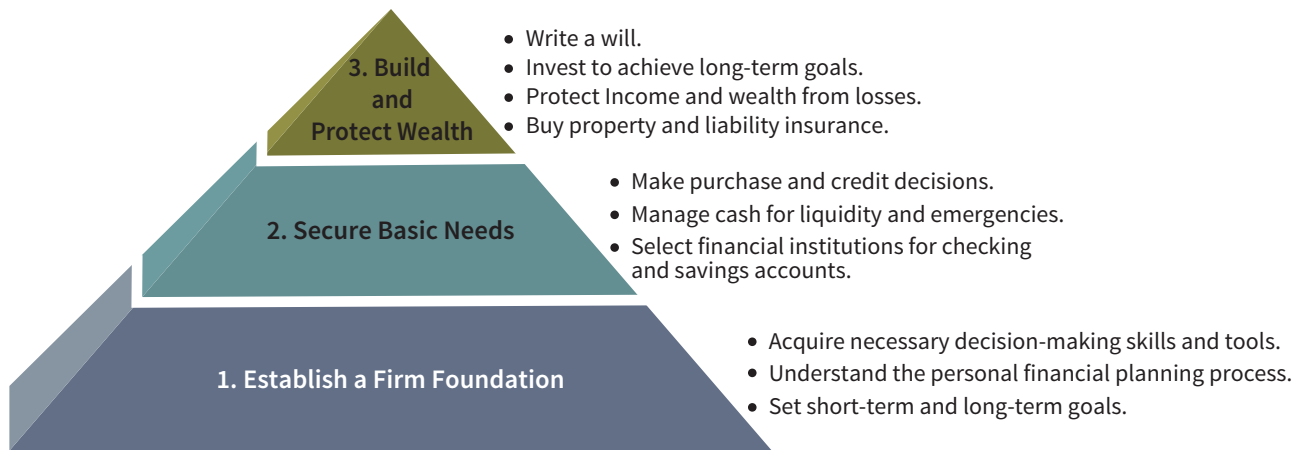 3. Build
and
Protect Wealth
• Write a will.
• Invest to achieve long-term goals.
• Protect Income and wealth from losses.
• Buy property and liability insurance.
2. Secure Basic Needs
• Make purchase and credit decisions.
• Manage cash for liquidity and emergencies.
• Select financial institutions for checking
and savings accounts.
1. Establish a Firm Foundation
• Acquire necessary decision-making skills and tools.
• Understand the personal financial planning process.
• Set short-term and long-term goals.